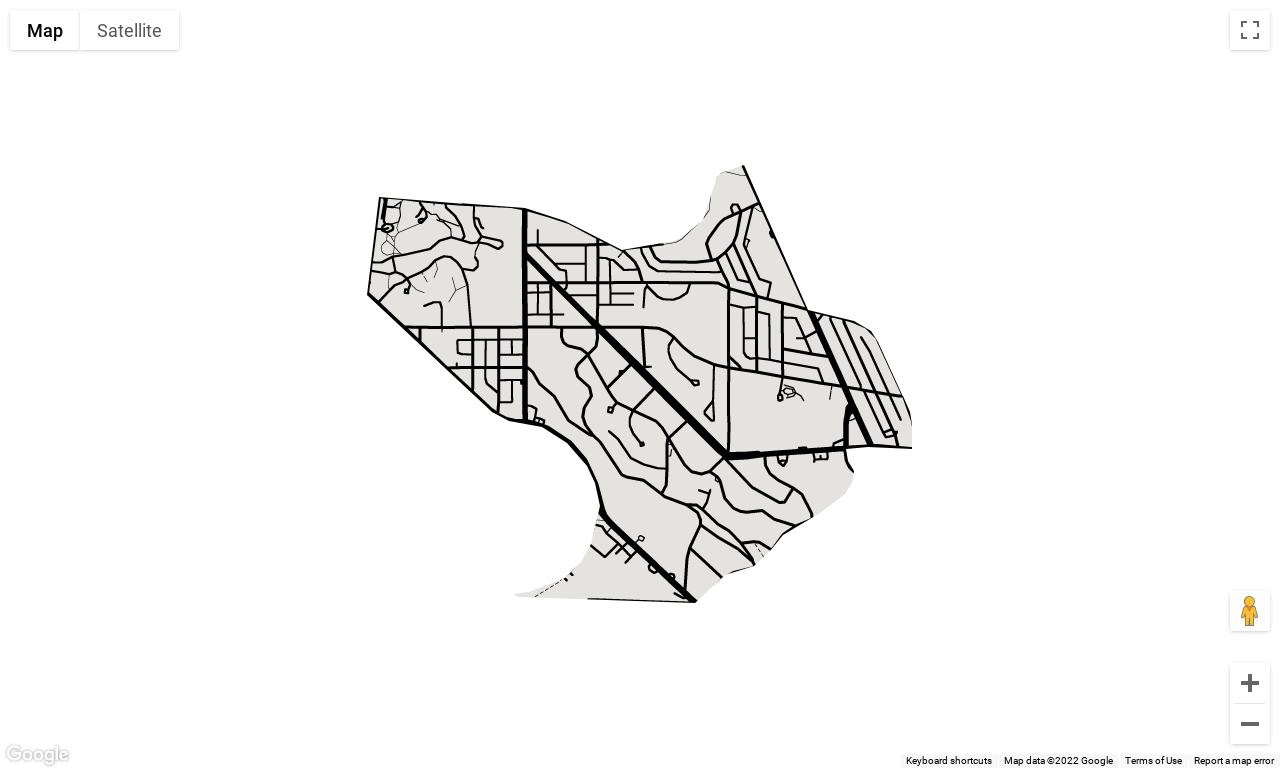 Map Satellite
Google
Keyboard shortcuts Map data ©2022 Google Terms of Use Report a map error